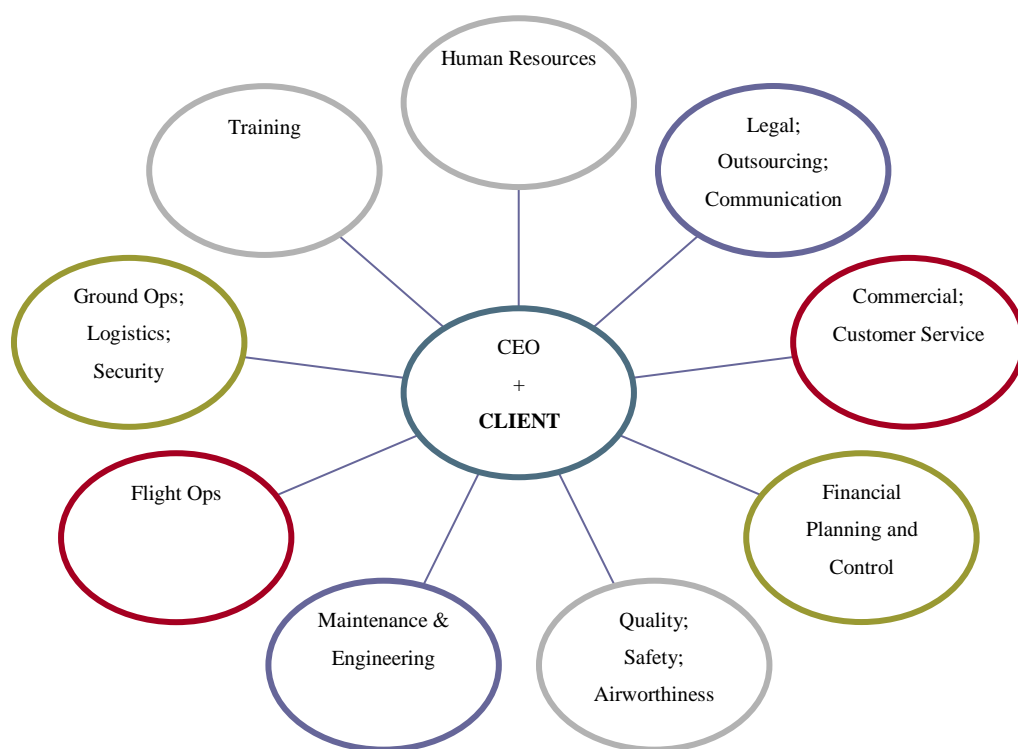 Human Resources
Legal;
Outsourcing;
Communication
Commercial;
Customer Service
Financial
Planning and
Control
Quality;
Safety;
Airworthiness
Maintenance &
Engineering
Flight Ops
Ground Ops;
Logistics;
Security
Training
CEO
+
CLIENT